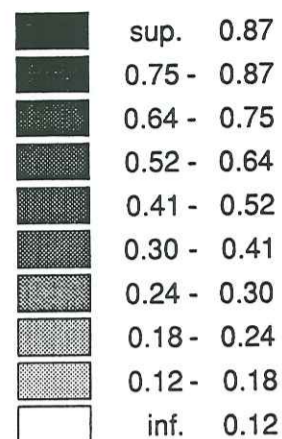 sup. 0.87
0.75 - 0.87
0.64 - 0.75
0.52 - 0.64
0.41 - 0.52
0.30 - 0.41
0.24 - 0.30
0.18 - 0.24
0.12 - 0.18
inf. 0.12